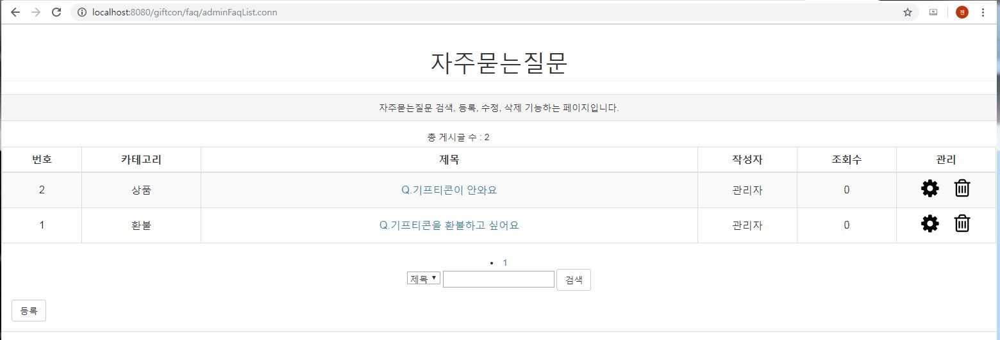 localhost:8080/giftcon/faq/adminFaqList.conn
젠
자주묻는질문
자주묻는질문 검색, 등록, 수정, 삭제 기능하는 페이지입니다.
총 게시글 수 : 2
번호 카테고리 제목 작성자 조회수 관리
2 상품 Q.기프티콘이 안와요 관리자 0
1 환불 Q.기프티콘을 환불하고 싶어요 관리자 0
• 1
제목 검색
등록